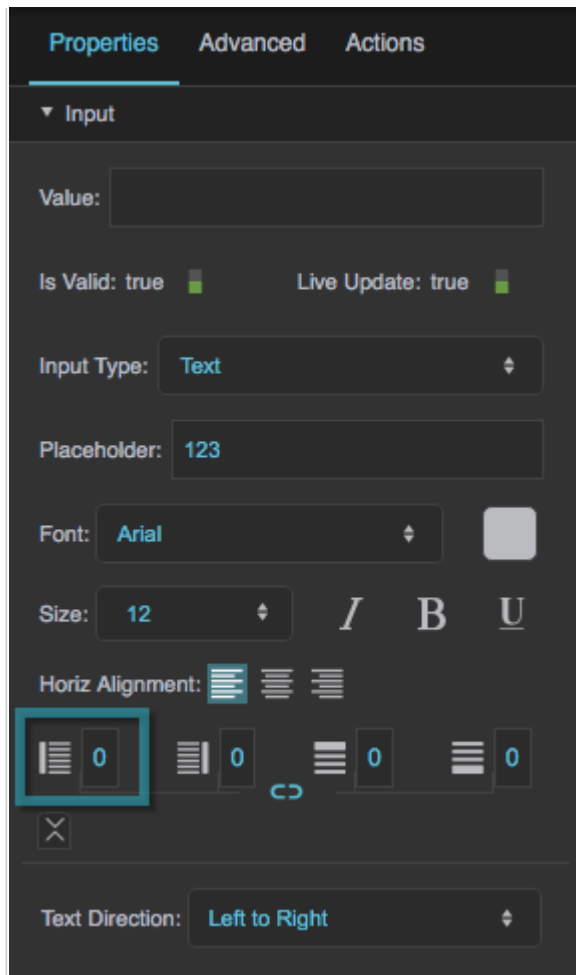 Properties Advanced Actions
Input
Value:
Is Valid: true Live Update: true
Input Type: Text
Placeholder: 123
Font: Arial
Size: 12 I B U
Horiz Alignment:
0 0 0 0
Text Direction: Left to Right